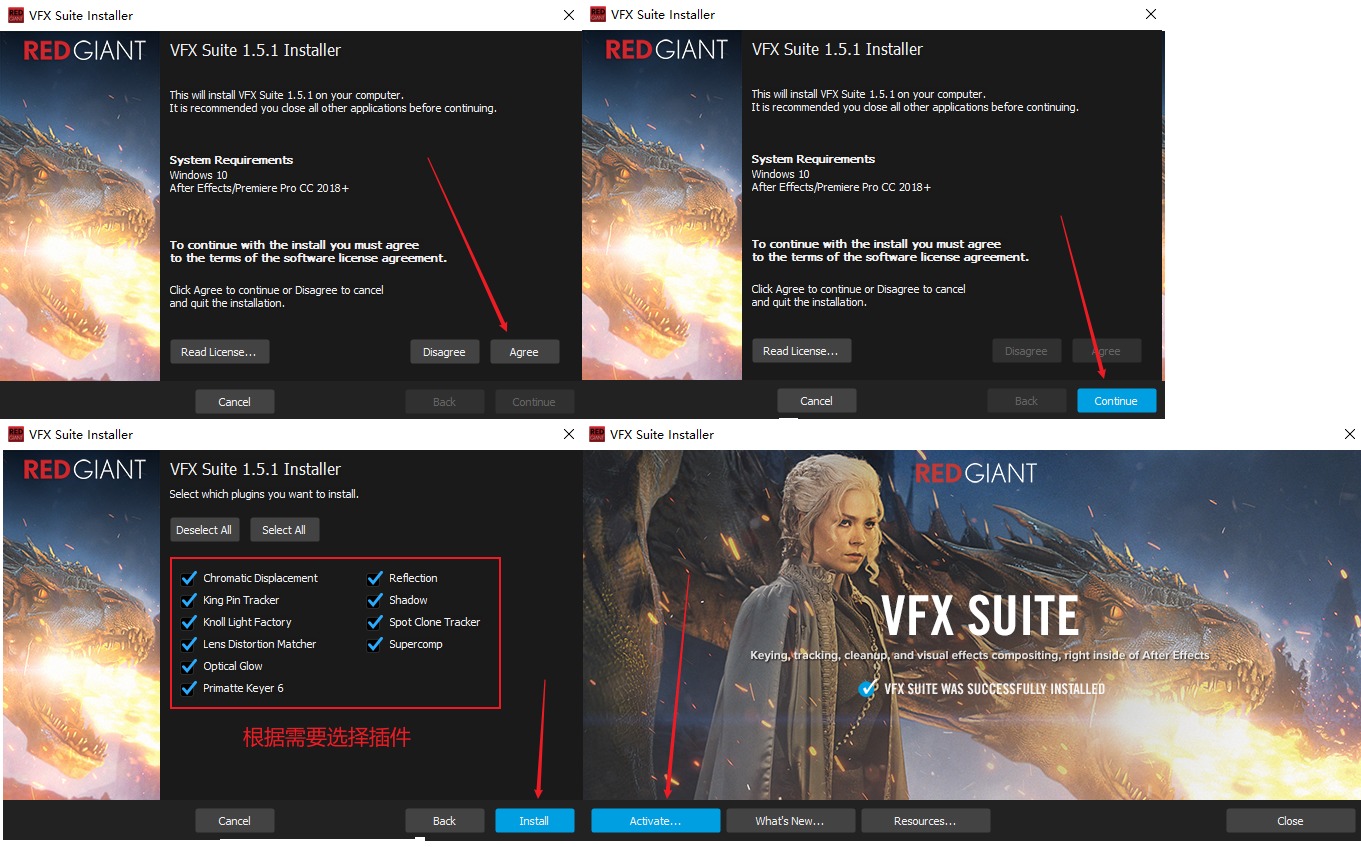 VFX Suite Installer
RED GIANT
VFX Suite 1.5.1 Installer
This will install VFX Suite 1.5.1 on your computer.
It is recommended you close all other applications before continuing.
System Requirements
Windows 10
After Effects/Premiere Pro CC 2018+
To continue with the install you must agree
to the terms of the software license agreement.
Click Agree to continue or Disagree to cancel
and quit the installation.
Read License... Disagree Agree
Cancel Back Continue
VFX Suite Installer
RED GIANT
VFX Suite 1.5.1 Installer
This will install VFX Suite 1.5.1 on your computer.
It is recommended you close all other applications before continuing.
System Requirements
Windows 10
After Effects/Premiere Pro CC 2018+
To continue with the install you must agree
to the terms of the software license agreement.
Click Agree to continue or Disagree to cancel
and quit the installation.
Read License... Disagree Agree
Cancel Back Continue
VFX Suite Installer
RED GIANT
VFX Suite 1.5.1 Installer
Select which plugins you want to install.
Deselect All Select All
Chromatic Displacement Reflection
King Pin Tracker Shadow
Knoll Light Factory Spot Clone Tracker
Lens Distortion Matcher Supercomp
Optical Glow
Primatte Keyer 6
根据需要选择插件
Cancel Back Install
VFX Suite Installer
RED GIANT
VFX SUITE
Keying, tracking, cleanup, and visual effects compositing, right inside of After Effects
VFX SUITE WAS SUCCESSFULLY INSTALLED
Activate... What's New... Resources... Close